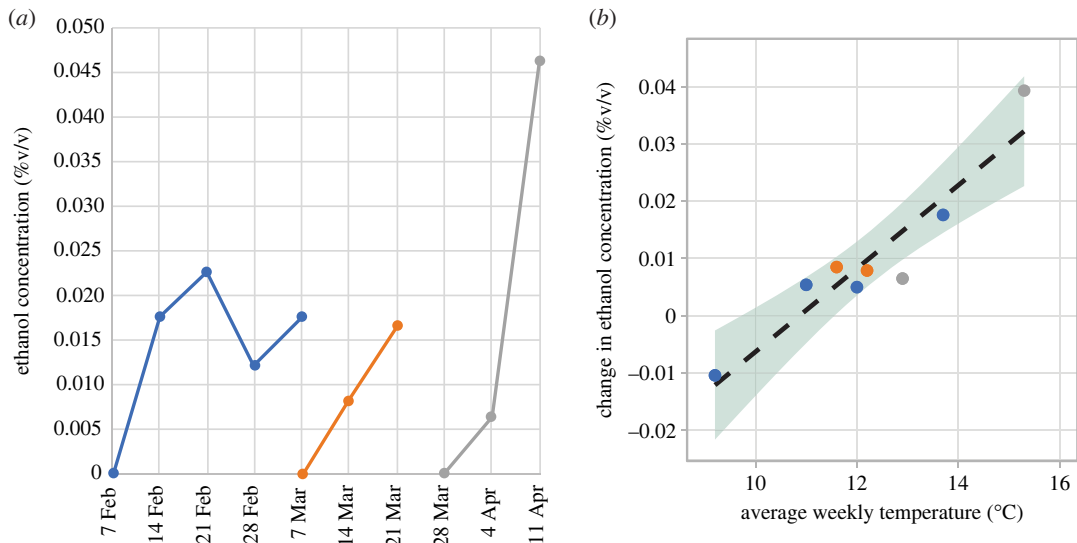 (a)
0.050
0.045
0.040
0.035
0.030
0.025
0.020
0.015
0.010
0.005
0
ethanol concentration (%v/v)
7 Feb
14 Feb
21 Feb
28 Feb
7 Mar
14 Mar
21 Mar
28 Mar
4 Apr
11 Apr
(b)
0.04
0.03
0.02
0.01
0
–0.01
–0.02
change in ethanol concentration (%v/v)
10
12
14
16
average weekly temperature (°C)